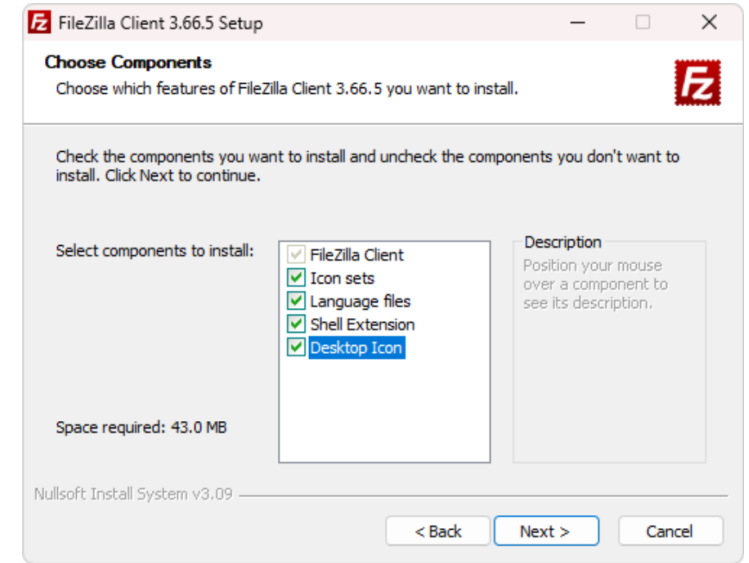 FileZilla Client 3.66.5 Setup
Choose Components
Choose which features of FileZilla Client 3.66.5 you want to install.
Check the components you want to install and uncheck the components you don't want to
install. Click Next to continue.
Select components to install:
FileZilla Client
Icon sets
Language files
Shell Extension
Desktop Icon
Description
Position your mouse
over a component to
see its description.
Space required: 43.0 MB
Nullsoft Install System v3.09
< Back
Next >
Cancel